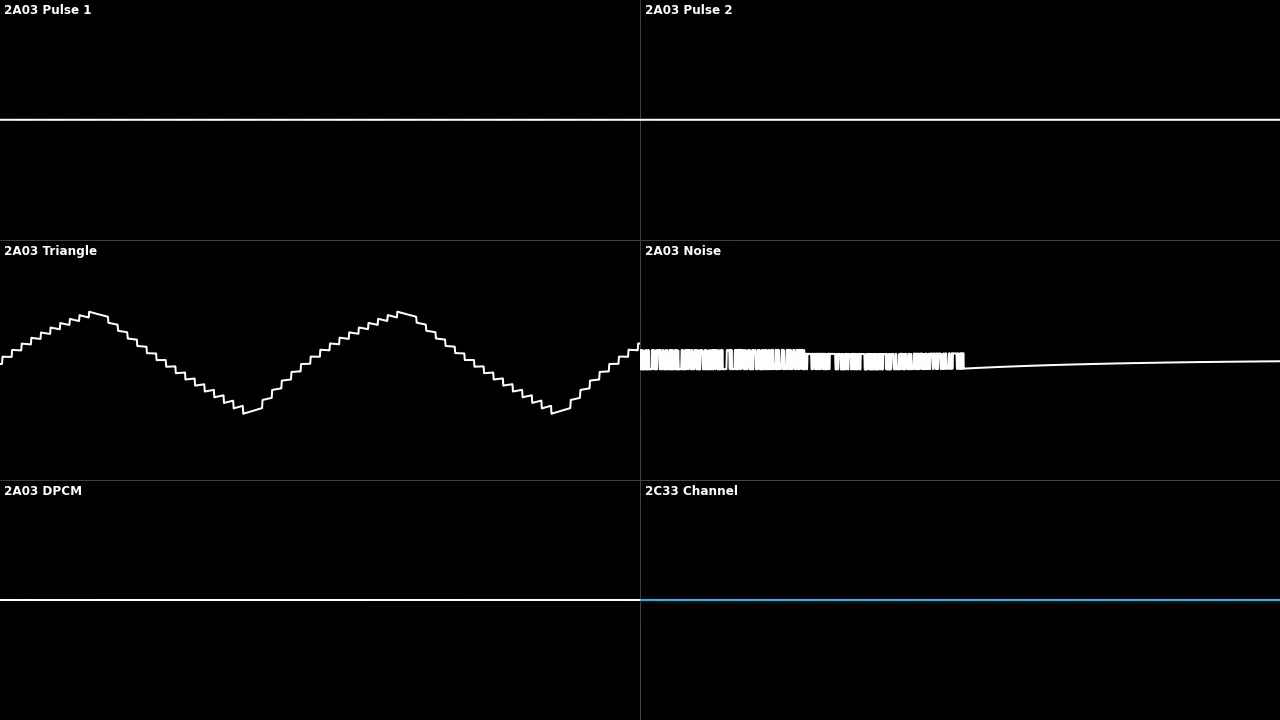 2A03 Pulse 1
2A03 Pulse 2
2A03 Triangle
2A03 Noise
2A03 DPCM
2C33 Channel